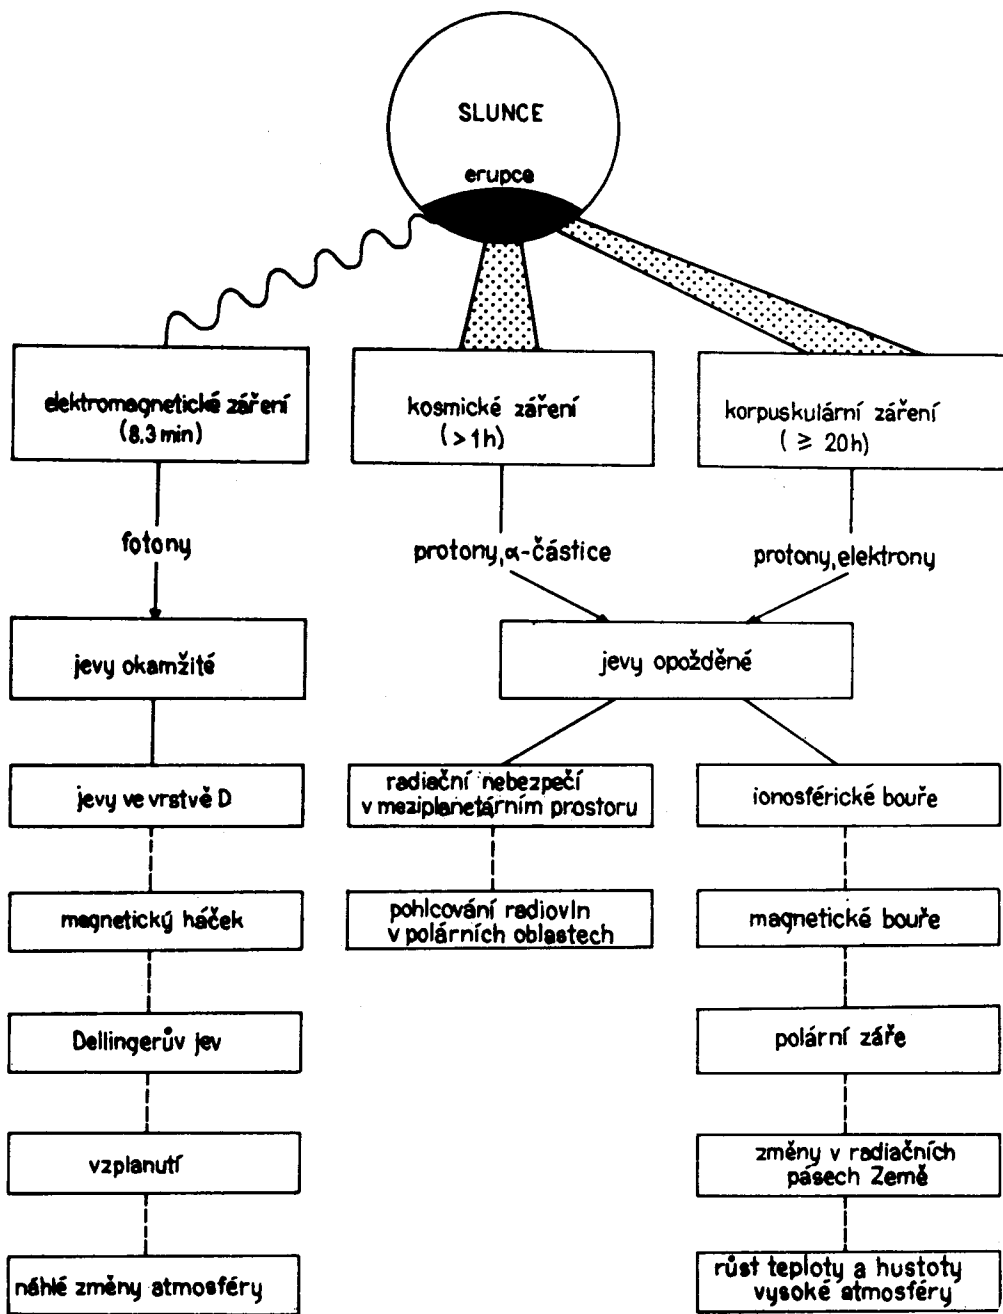 SLUNCE
erupce
elektromagnetické záření
(8,3 min)
kosmické záření
(> 1 h)
korpuskulární záření
(≥ 20 h)
fotony
protony, α-částice
protony, elektrony
jevy okamžité
jevy opožděné
jevy ve vrstvě D
radiační nebezpečí
v meziplanetárním prostoru
ionosférické bouře
magnetický háček
pohlcování radiovln
v polárních oblastech
magnetické bouře
Dellingerův jev
polární záře
vzplanutí
změny v radiačních
pásech Země
náhlé změny atmosféry
růst teploty a hustoty
vysoké atmosféry